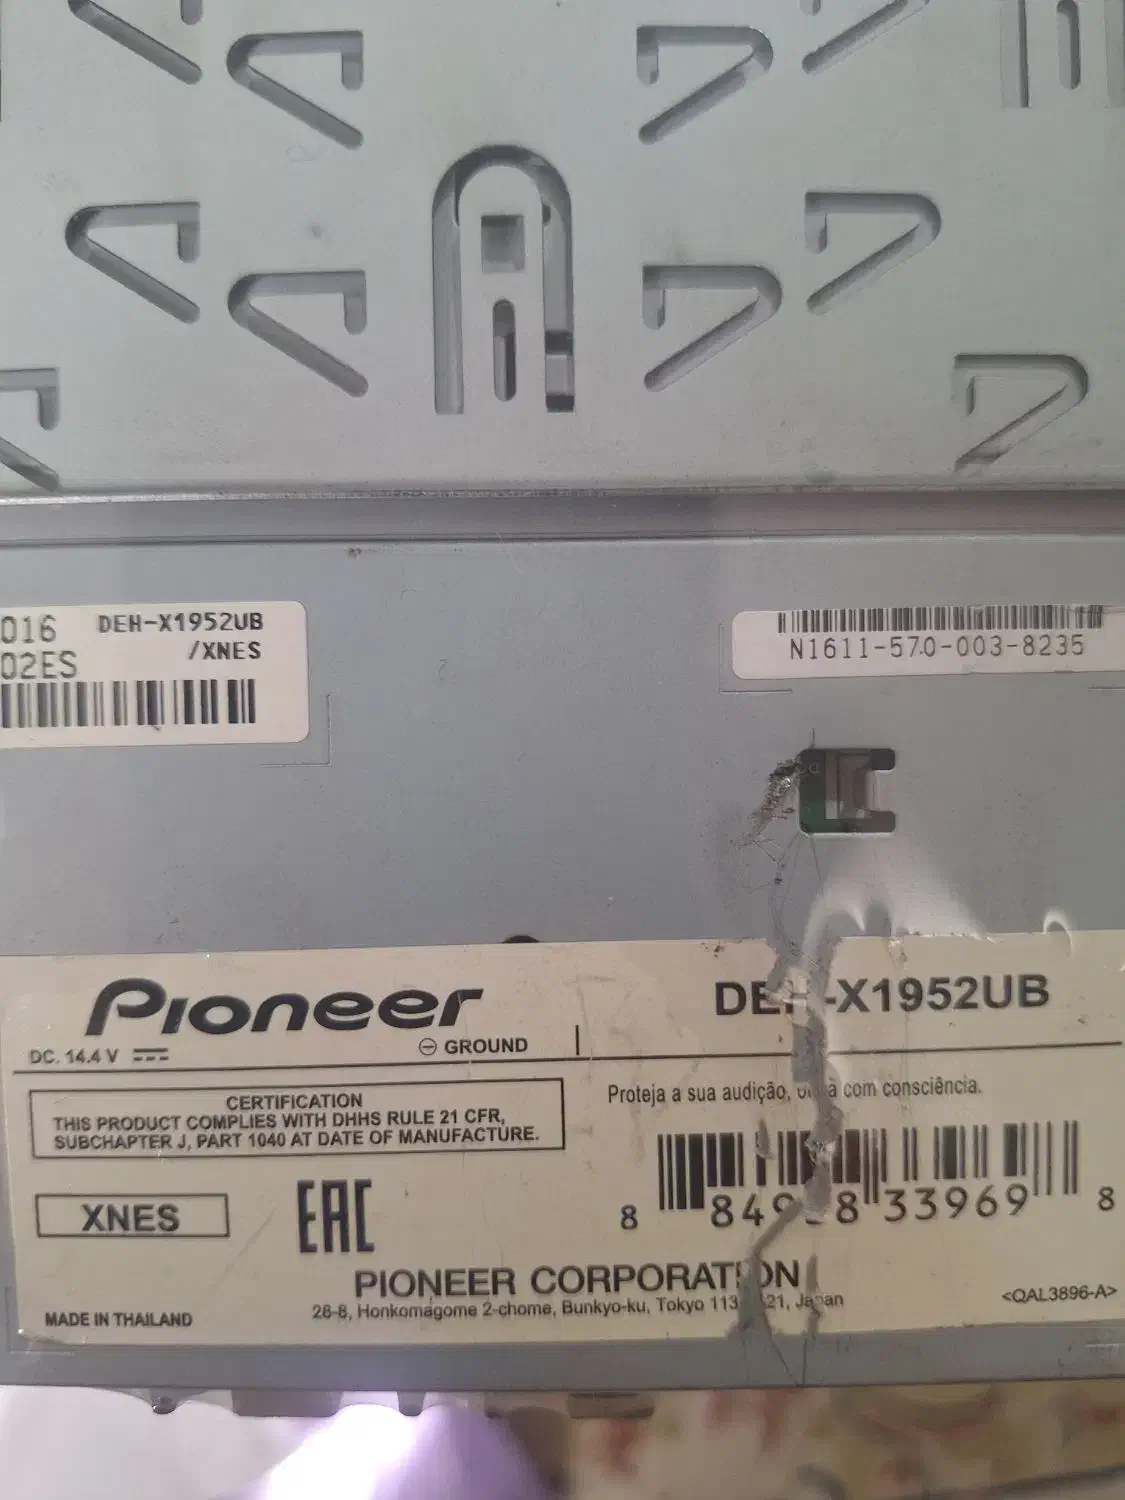 016 DEH-X1952UB
02ES /XNES
N1611-570-003-8235
Pioneer
DEH-X1952UB
DC. 14.4 V
GROUND
CERTIFICATION
THIS PRODUCT COMPLIES WITH DHHS RULE 21 CFR,
SUBCHAPTER J, PART 1040 AT DATE OF MANUFACTURE.
Proteja a sua audição, com consciência.
XNES
EAC
8 33969 8
PIONEER CORPORATION
28-8, Honkomagome 2-chome, Bunkyo-ku, Tokyo Japan
<QAL3896-A>
MADE IN THAILAND